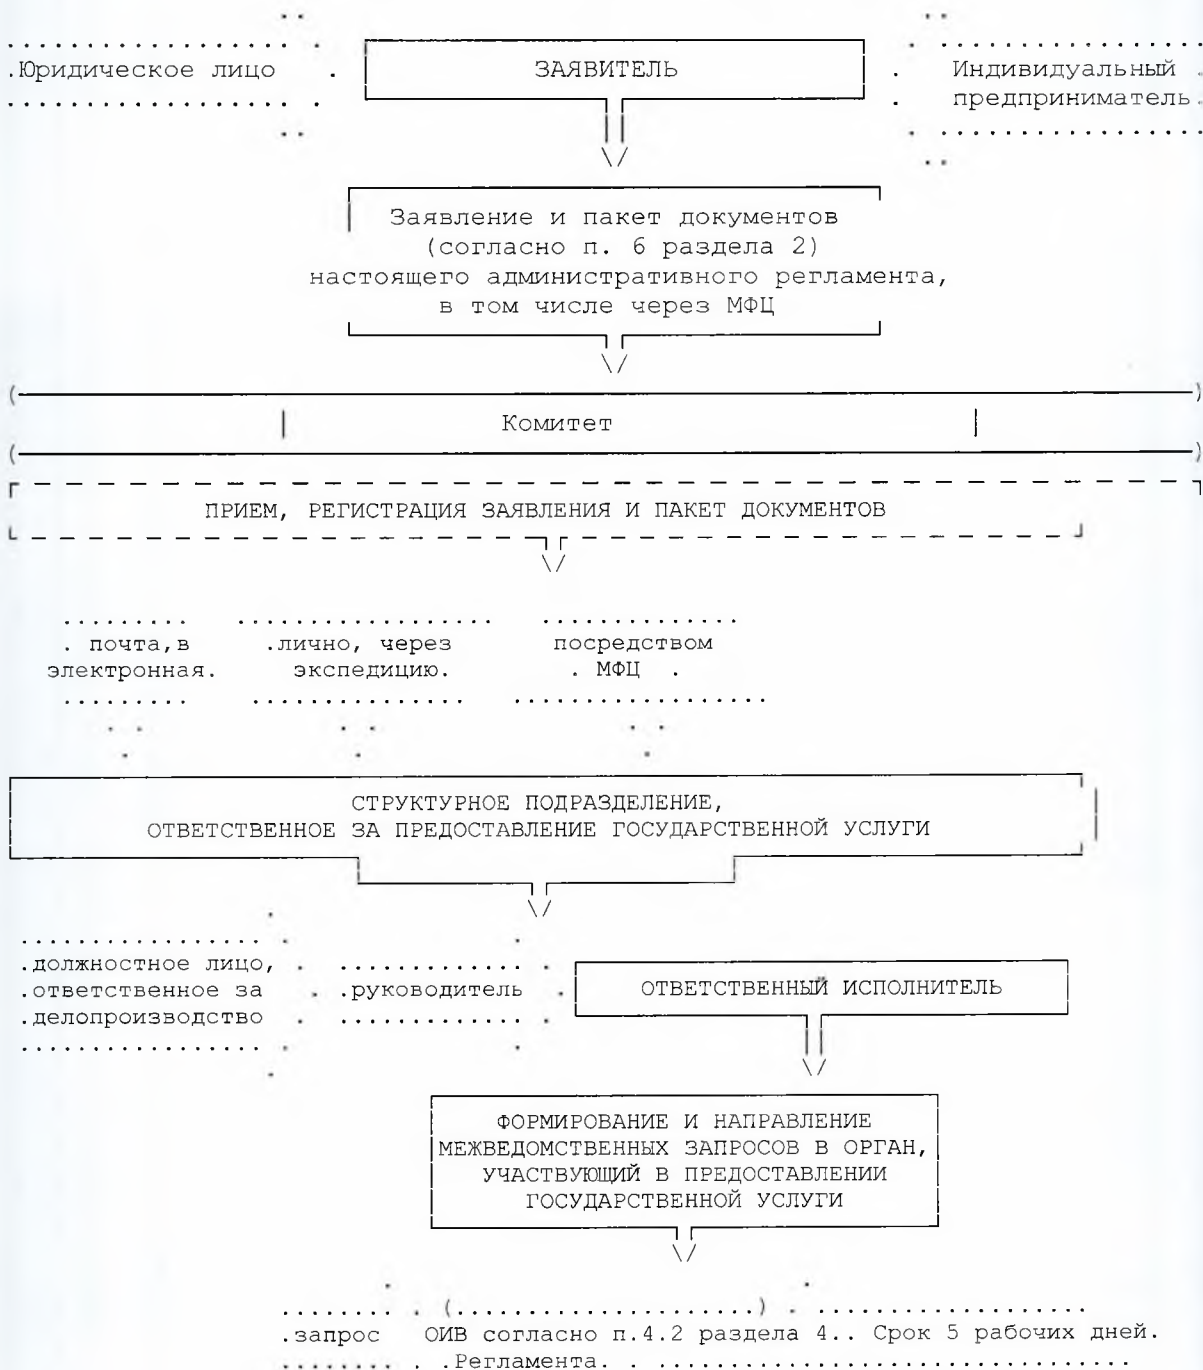 Юридическое лицо
ЗАЯВИТЕЛЬ
Индивидуальный
предприниматель
Заявление и пакет документов
(согласно п. 6 раздела 2)
настоящего административного регламента,
в том числе через МФЦ
Комитет
ПРИЕМ, РЕГИСТРАЦИЯ ЗАЯВЛЕНИЯ И ПАКЕТ ДОКУМЕНТОВ
почта,в
электронная.
лично, через
экспедицию.
посредством
МФЦ
СТРУКТУРНОЕ ПОДРАЗДЕЛЕНИЕ,
ОТВЕТСТВЕННОЕ ЗА ПРЕДОСТАВЛЕНИЕ ГОСУДАРСТВЕННОЙ УСЛУГИ
должностное лицо,
ответственное за
делопроизводство
руководитель
ОТВЕТСТВЕННЫЙ ИСПОЛНИТЕЛЬ
ФОРМИРОВАНИЕ И НАПРАВЛЕНИЕ
МЕЖВЕДОМСТВЕННЫХ ЗАПРОСОВ В ОРГАН,
УЧАСТВУЮЩИЙ В ПРЕДОСТАВЛЕНИИ
ГОСУДАРСТВЕННОЙ УСЛУГИ
.запрос ОИВ согласно п.4.2 раздела 4.. Срок 5 рабочих дней.
.Регламента.